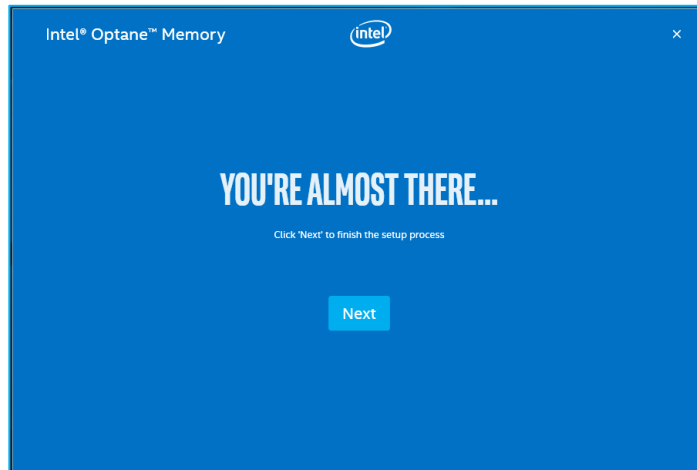 Intel® Optane™ Memory
intel
×
YOU'RE ALMOST THERE...
Click 'Next' to finish the setup process
Next